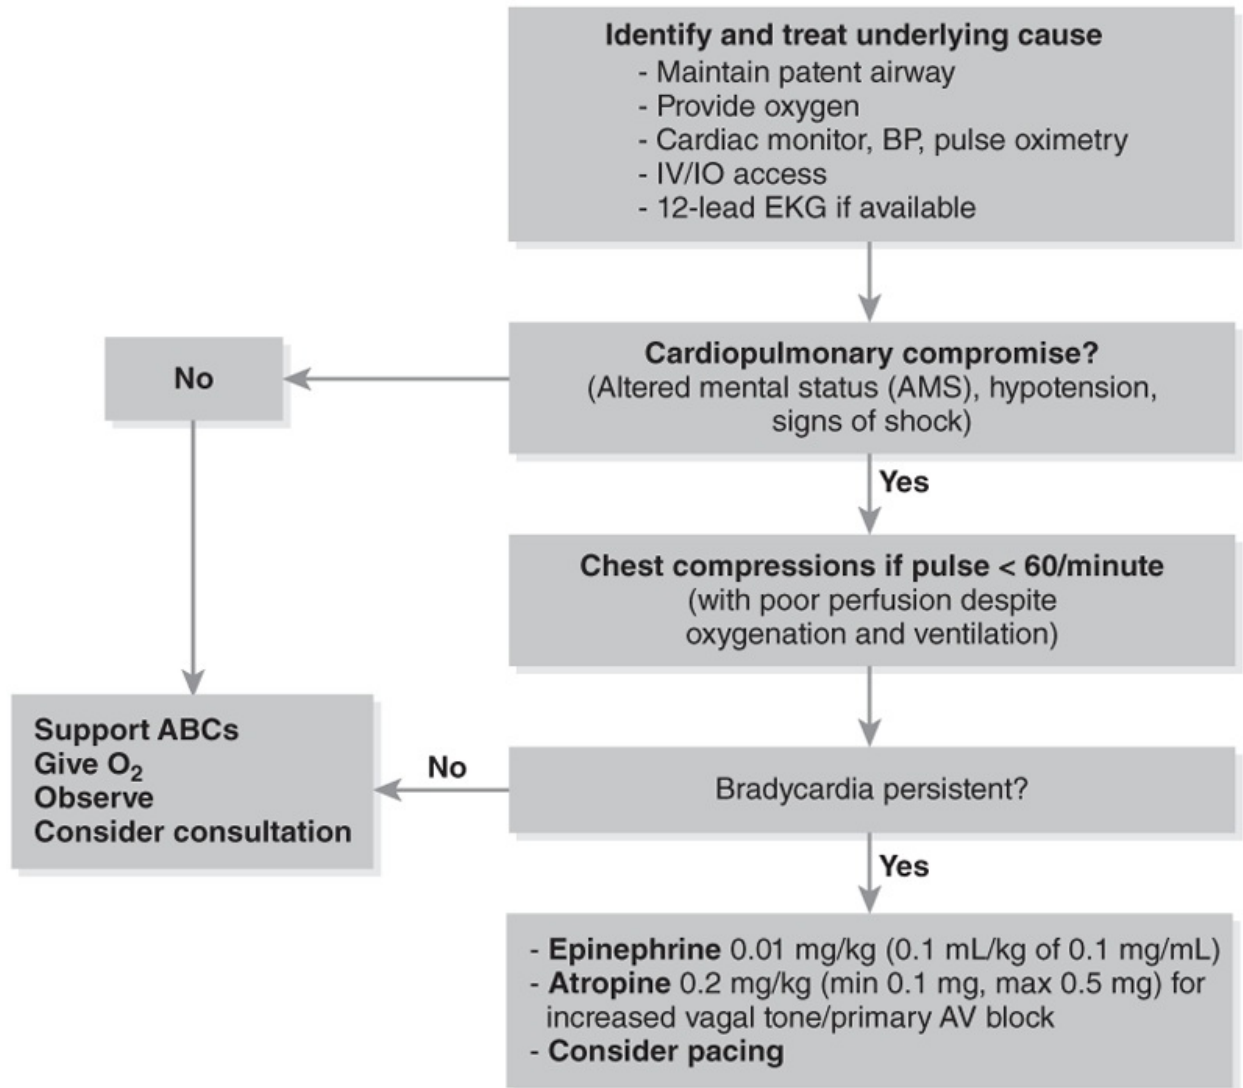 Identify and treat underlying cause
- Maintain patent airway
- Provide oxygen
- Cardiac monitor, BP, pulse oximetry
- IV/IO access
- 12-lead EKG if available
Cardiopulmonary compromise?
(Altered mental status (AMS), hypotension,
signs of shock)
No
Yes
Chest compressions if pulse < 60/minute
(with poor perfusion despite
oxygenation and ventilation)
Bradycardia persistent?
No
Support ABCs
Give O₂
Observe
Consider consultation
Yes
- Epinephrine 0.01 mg/kg (0.1 mL/kg of 0.1 mg/mL)
- Atropine 0.2 mg/kg (min 0.1 mg, max 0.5 mg) for
increased vagal tone/primary AV block
- Consider pacing